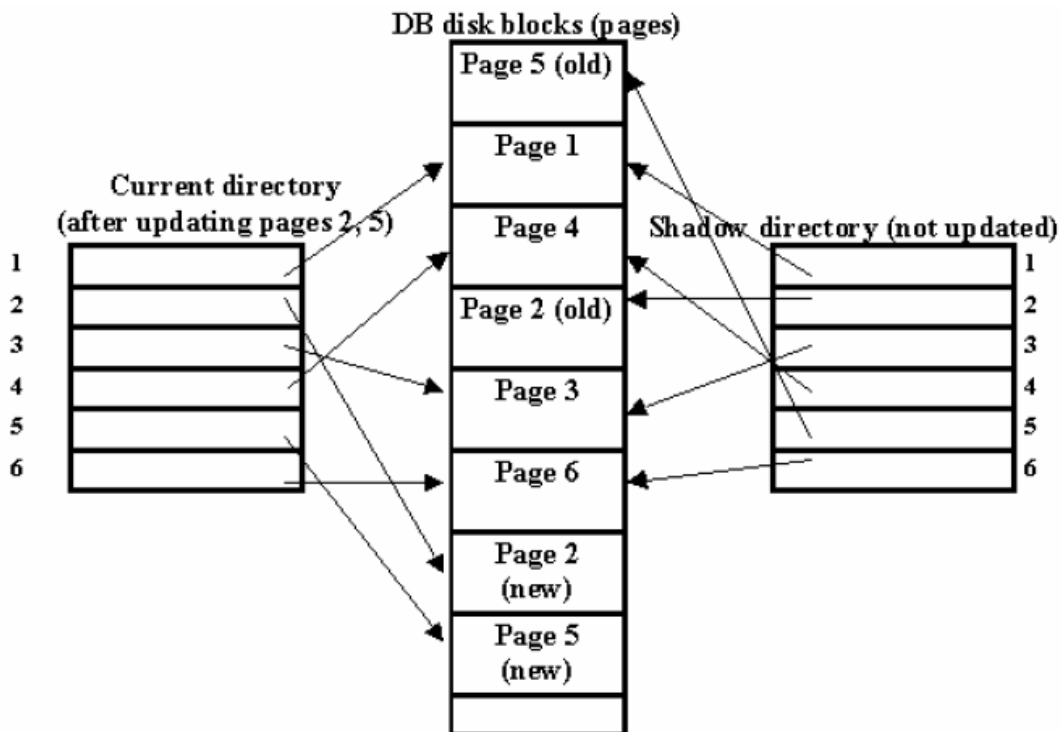 DB disk blocks (pages)
Page 5 (old)
Page 1
Page 4
Page 2 (old)
Page 3
Page 6
Page 2
(new)
Page 5
(new)
Current directory
(after updating pages 2, 5)
1
2
3
4
5
6
Shadow directory (not updated)
1
2
3
4
5
6